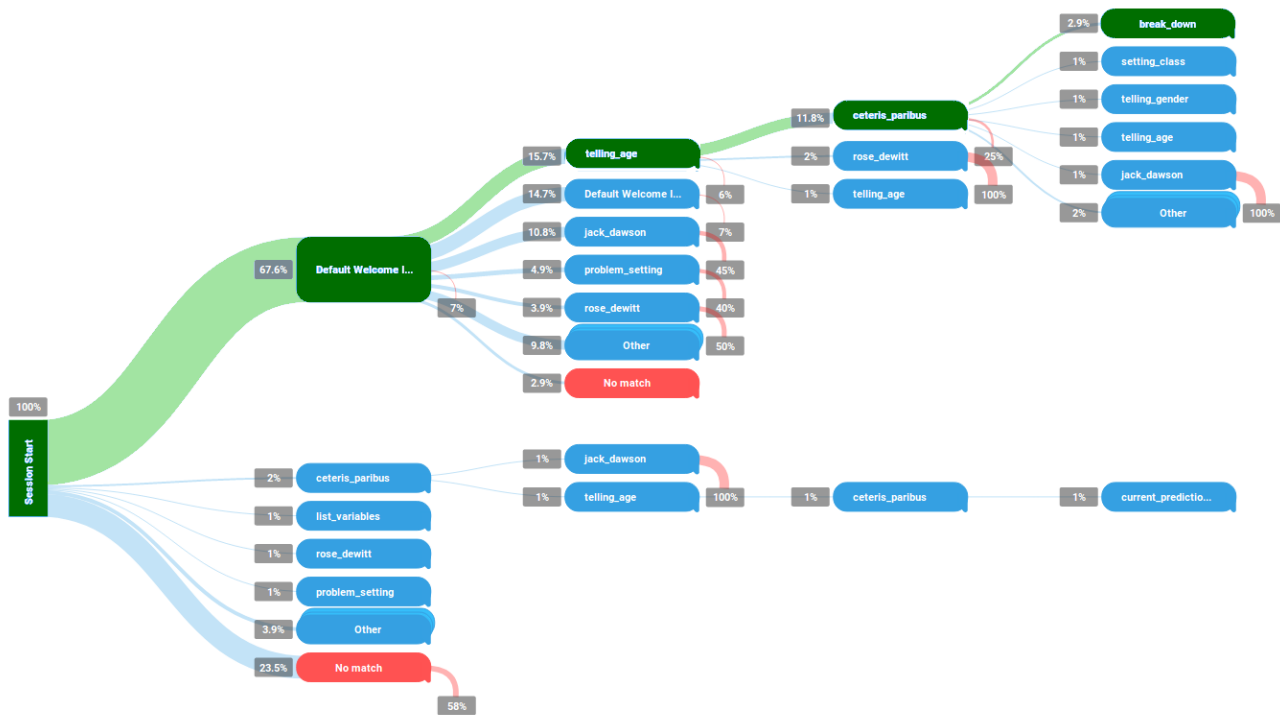 100%
Session Start
67.6%
Default Welcome I...
7%
2%
ceteris_paribus
1%
list_variables
1%
rose_dewitt
1%
problem_setting
3.9%
Other
23.5%
No match
58%
15.7%
telling_age
14.7%
Default Welcome I...
6%
10.8%
jack_dawson
7%
4.9%
problem_setting
45%
3.9%
rose_dewitt
40%
9.8%
Other
50%
2.9%
No match
1%
jack_dawson
1%
telling_age
100%
11.8%
ceteris_paribus
2%
rose_dewitt
25%
1%
telling_age
100%
1%
ceteris_paribus
2.9%
break_down
1%
setting_class
1%
telling_gender
1%
telling_age
1%
jack_dawson
2%
Other
100%
1%
current_predictio...